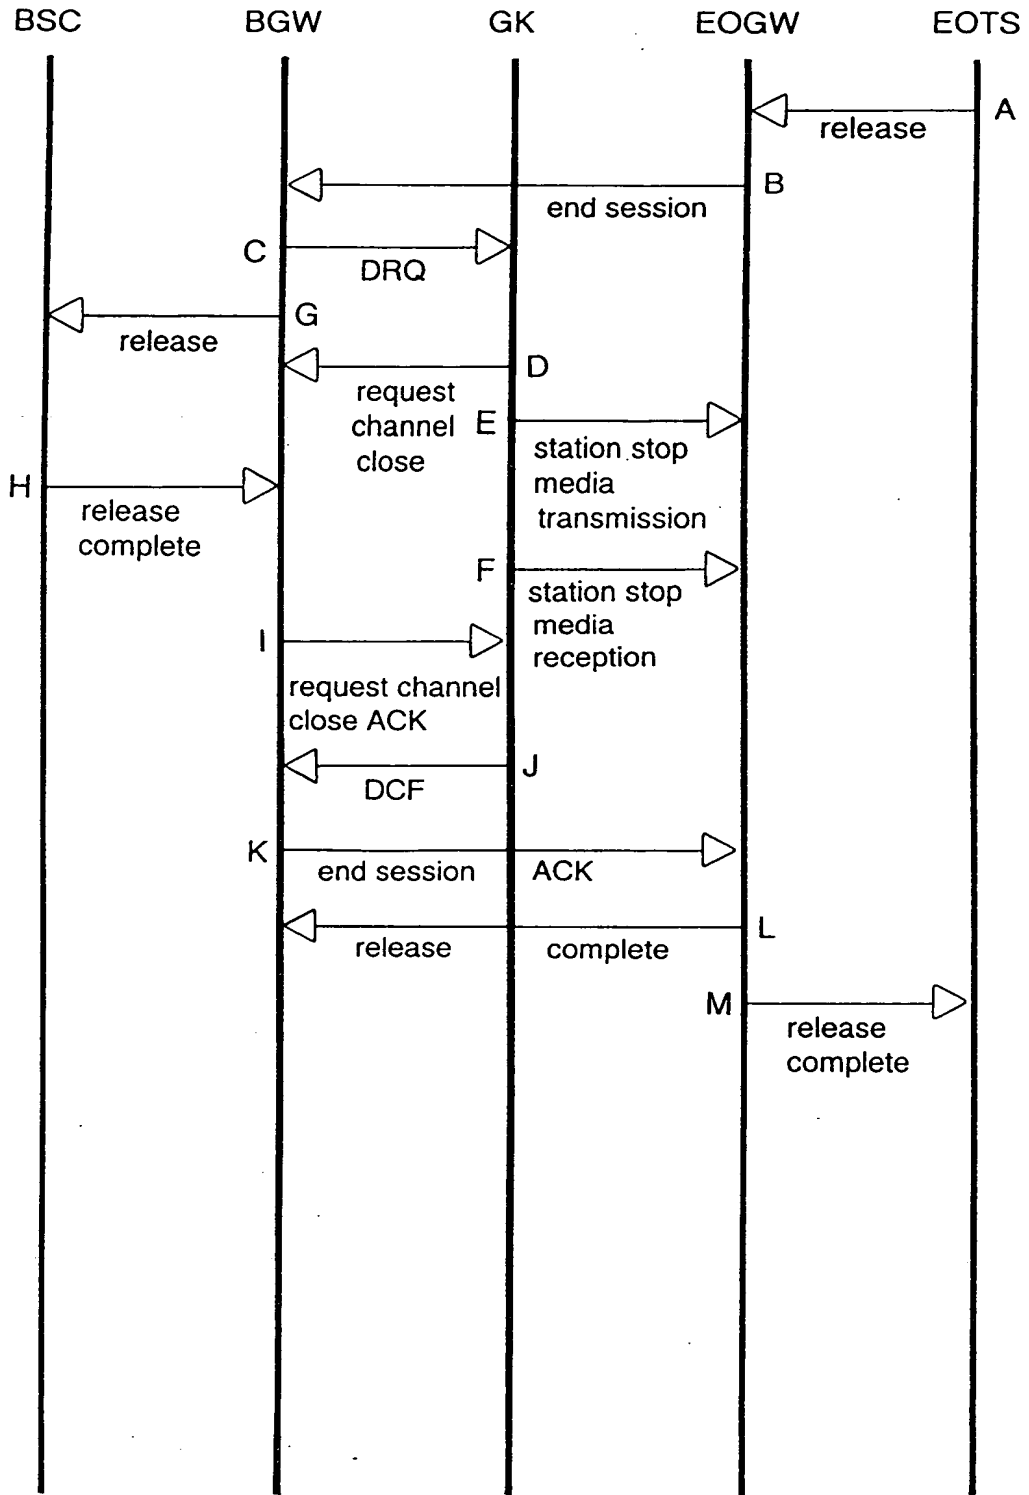 BSC BGW GK EOGW EOTS
A
release
B
end session
C
DRQ
G
release
D
request
channel
close
E
station stop
media
transmission
H
release
complete
F
station stop
media
reception
I
request channel
close ACK
J
DCF
K
end session ACK
L
release complete
M
release
complete